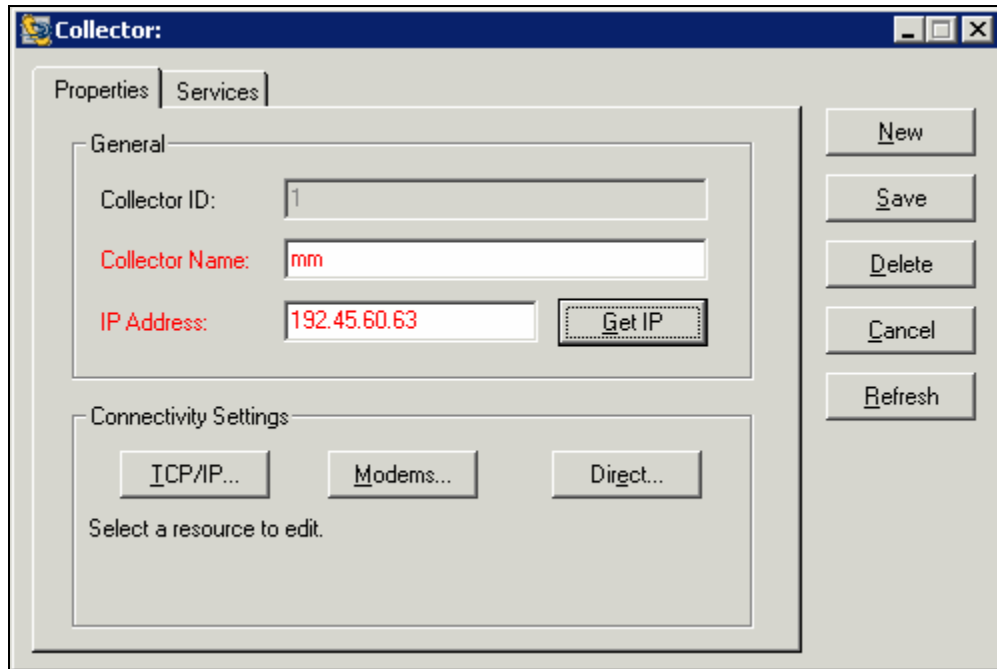 Collector:
Properties Services
General
Collector ID: 1
Collector Name: mm
IP Address: 192.45.60.63 Get IP
Connectivity Settings
TCP/IP... Modems... Direct...
Select a resource to edit.
New
Save
Delete
Cancel
Refresh